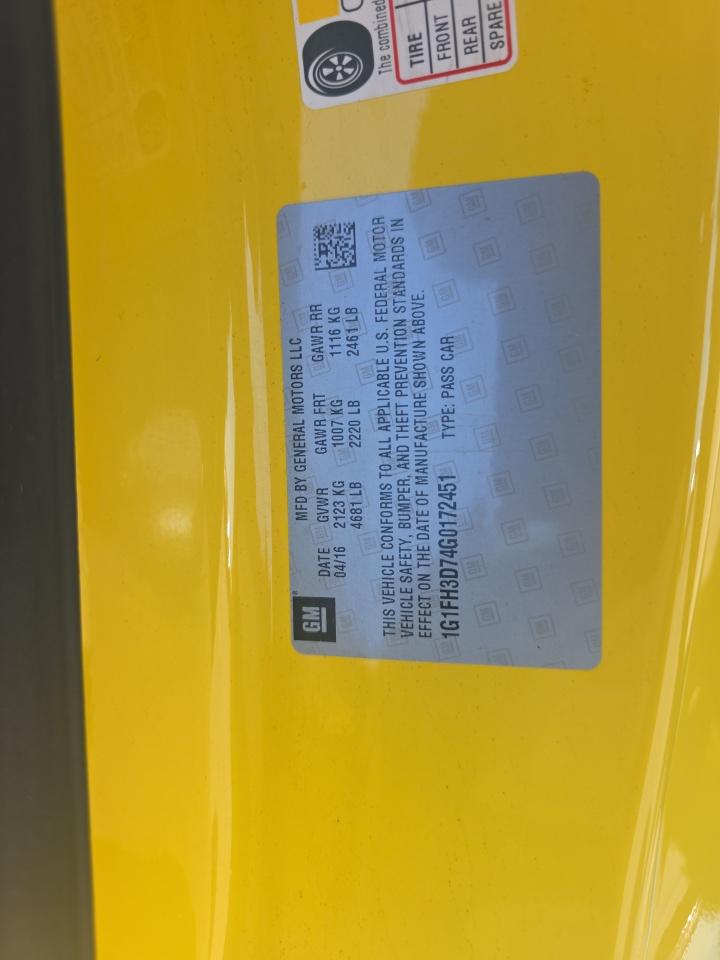 The combined
TIRE
FRONT
REAR
SPARE
MFD BY GENERAL MOTORS LLC
DATE GVWR GAWR FRT GAWR RR
04/16 2123 KG 1007 KG 1116 KG
4681 LB 2220 LB 2461 LB
GM
THIS VEHICLE CONFORMS TO ALL APPLICABLE U.S. FEDERAL MOTOR
VEHICLE SAFETY, BUMPER, AND THEFT PREVENTION STANDARDS IN
EFFECT ON THE DATE OF MANUFACTURE SHOWN ABOVE.
1G1FH3D74G0172451 TYPE: PASS CAR